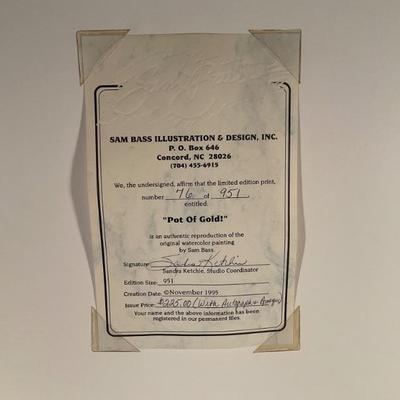 SAM BASS ILLUSTRATION & DESIGN, INC.
P. O. Box 646
Concord, NC 28026
(704) 455-6915
We, the undersigned, affirm that the limited edition print,
number 76 of 951
entitled:
"Pot Of Gold!"
is an authentic reproduction of the
original watercolor painting
by Sam Bass.
Signature: Sandra Ketchie
Sandra Ketchie, Studio Coordinator
Edition Size: 951
Creation Date: ©November 1995
Issue Price: $225.00 (With Autographs +
Your name and the above information has been
registered in our permanent files.